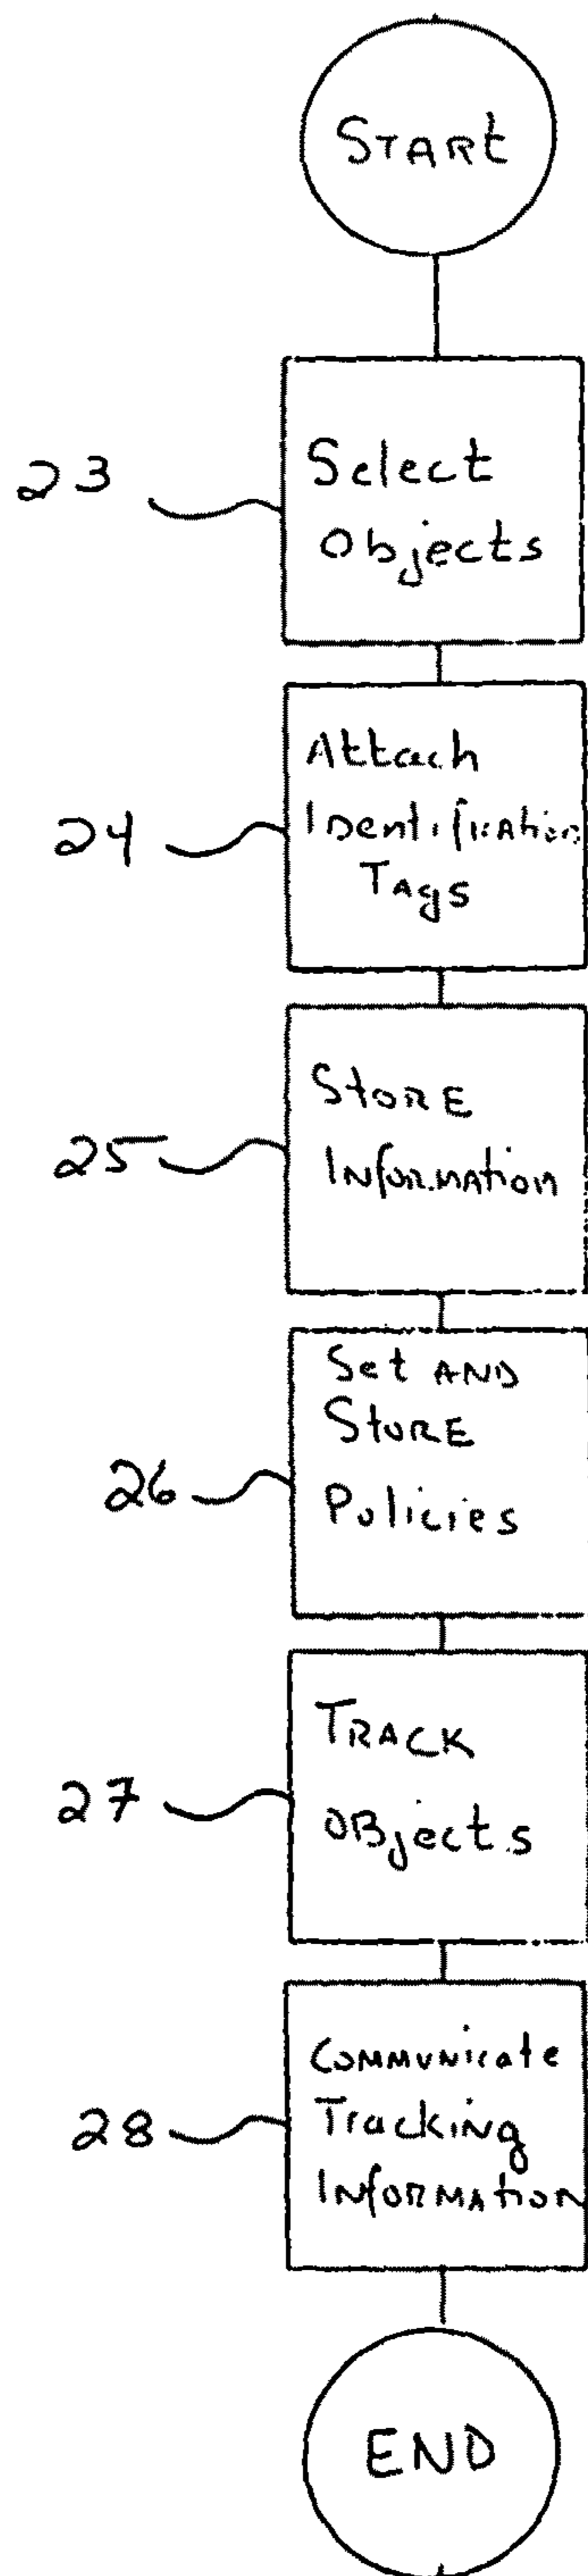 START
23
Select
Objects
24
Attach
Identification
Tags
25
STORE
INFORMATION
26
Set AND
STORE
Policies
27
TRACK
OBjects
28
COMMUNicate
Tracking
INFORMATION
END